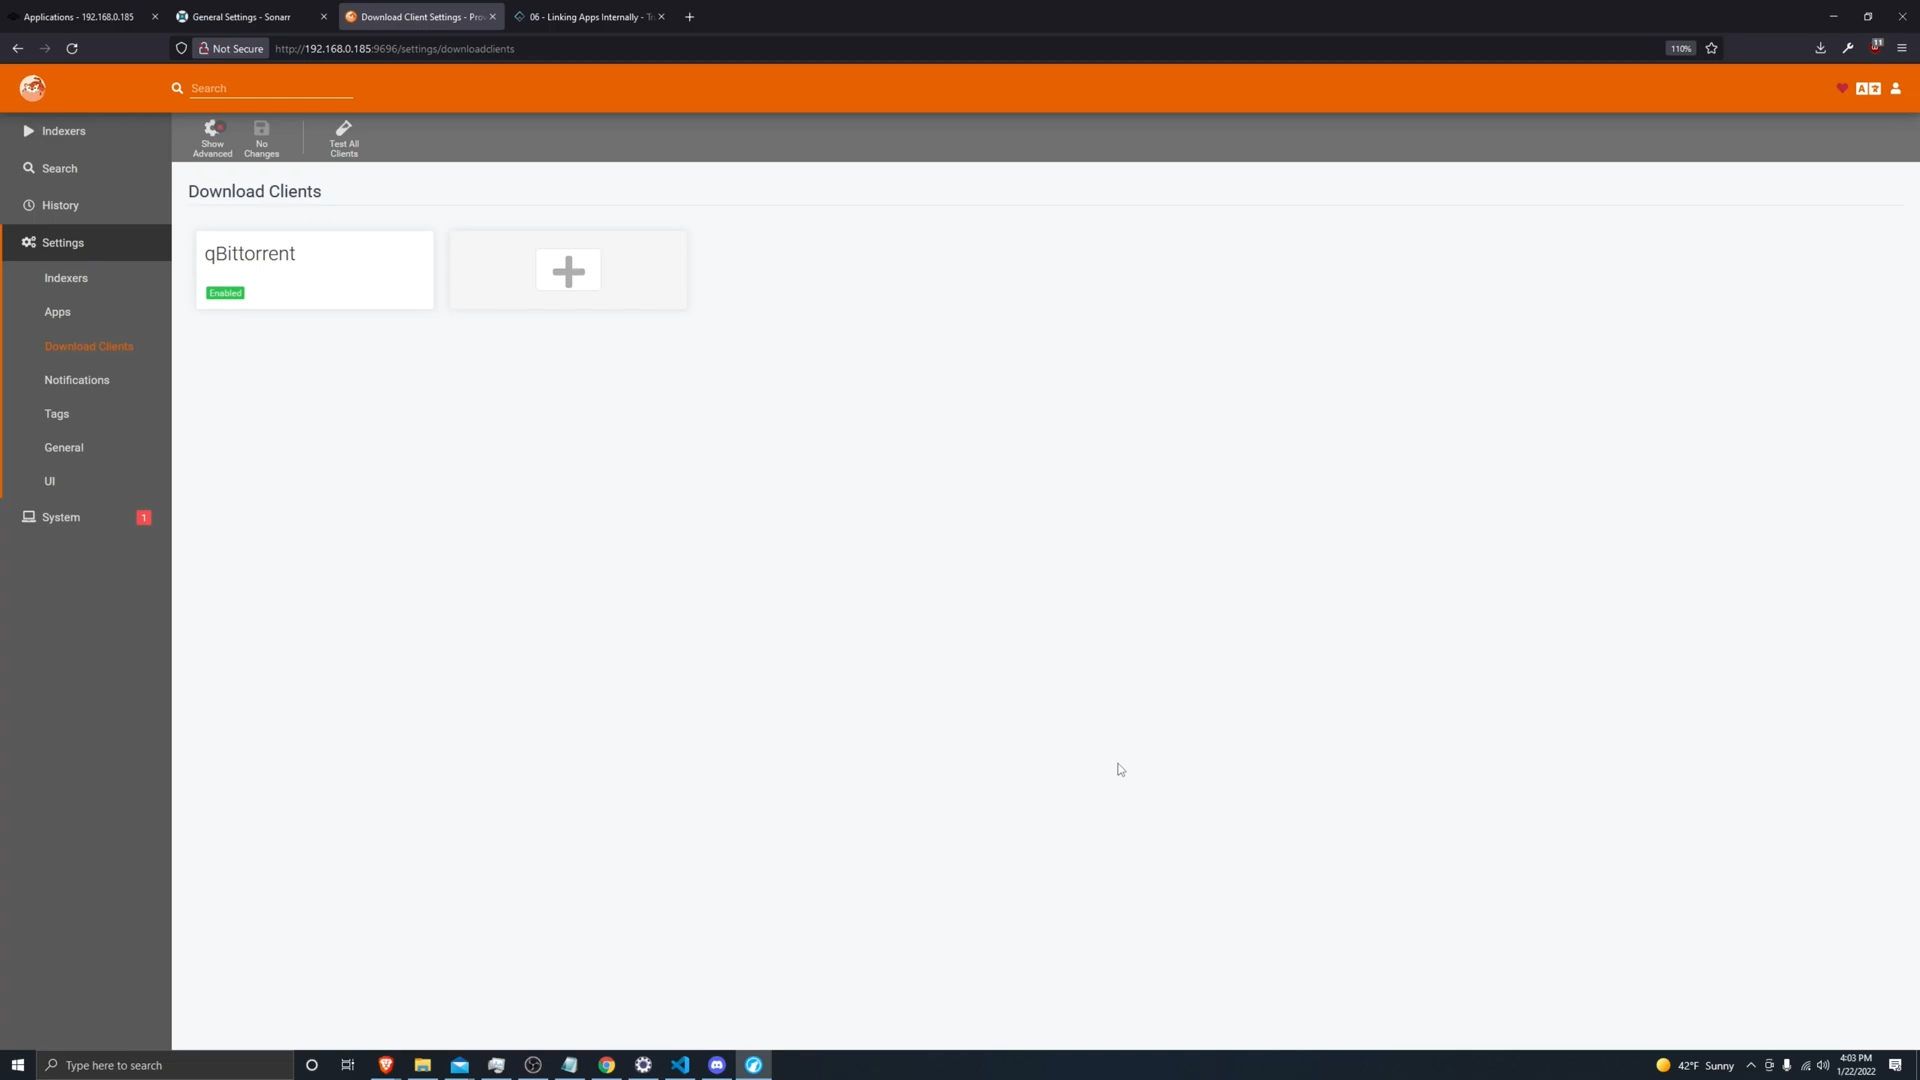 Applications - 192.168.0.185
General Settings - Sonarr
Download Client Settings - Pro
06 - Linking Apps Internally - Tr
Not Secure
http://192.168.0.185:9696/settings/downloadclients
110%
11
Search
Indexers
Show
Advanced
No
Changes
Test All
Clients
Search
History
Settings
Indexers
Apps
Download Clients
Notifications
Tags
General
UI
System
1
Download Clients
qBittorrent
Enabled
Type here to search
42°F Sunny
4:03 PM
1/22/2022